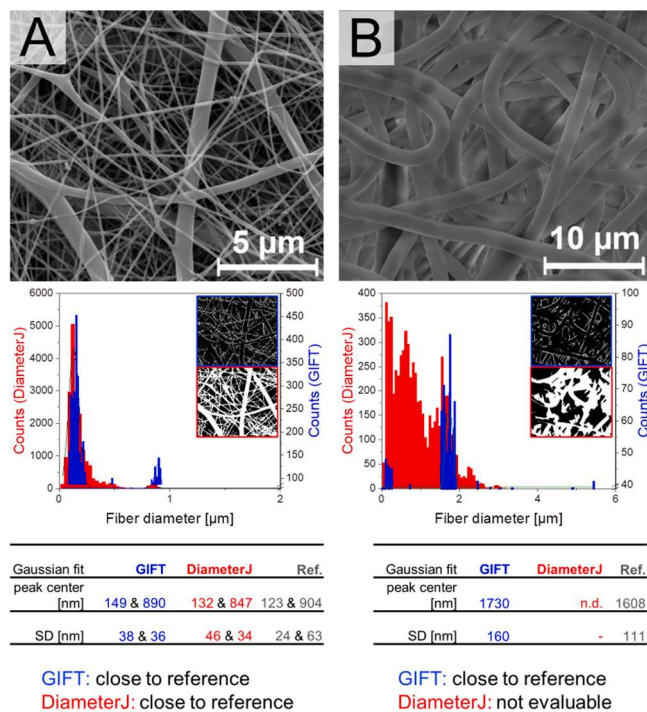 A
B
5 µm
10 µm
6000
5000
4000
3000
2000
1000
0
Counts (DiameterJ)
500
450
400
350
300
250
200
150
100
Counts (GIFT)
0
1
2
Fiber diameter [µm]
400
350
300
250
200
150
100
50
0
Counts (DiameterJ)
100
90
80
70
60
50
40
Counts (GIFT)
0
2
4
6
Fiber diameter [µm]
Gaussian fit GIFT DiameterJ Ref.
peak center
[nm] 149 & 890 132 & 847 123 & 904
SD [nm] 38 & 36 46 & 34 24 & 63
Gaussian fit GIFT DiameterJ Ref.
peak center
[nm] 1730 n.d. 1608
SD [nm] 160 - 111
GIFT: close to reference
DiameterJ: close to reference
GIFT: close to reference
DiameterJ: not evaluable